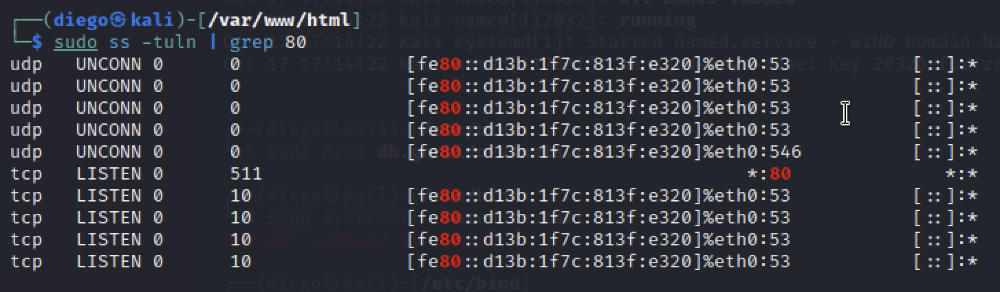 ┌──(diego㉿kali)-[/var/www/html]
└─$ sudo ss -tuln | grep 80
udp   UNCONN 0      0                [fe80::d13b:1f7c:813f:e320]%eth0:53           [::]:*
udp   UNCONN 0      0                [fe80::d13b:1f7c:813f:e320]%eth0:53           [::]:*
udp   UNCONN 0      0                [fe80::d13b:1f7c:813f:e320]%eth0:53           [::]:*
udp   UNCONN 0      0                [fe80::d13b:1f7c:813f:e320]%eth0:53           [::]:*
udp   UNCONN 0      0                [fe80::d13b:1f7c:813f:e320]%eth0:546          [::]:*
tcp   LISTEN 0      511                                             *:80              *:*
tcp   LISTEN 0      10               [fe80::d13b:1f7c:813f:e320]%eth0:53           [::]:*
tcp   LISTEN 0      10               [fe80::d13b:1f7c:813f:e320]%eth0:53           [::]:*
tcp   LISTEN 0      10               [fe80::d13b:1f7c:813f:e320]%eth0:53           [::]:*
tcp   LISTEN 0      10               [fe80::d13b:1f7c:813f:e320]%eth0:53           [::]:*